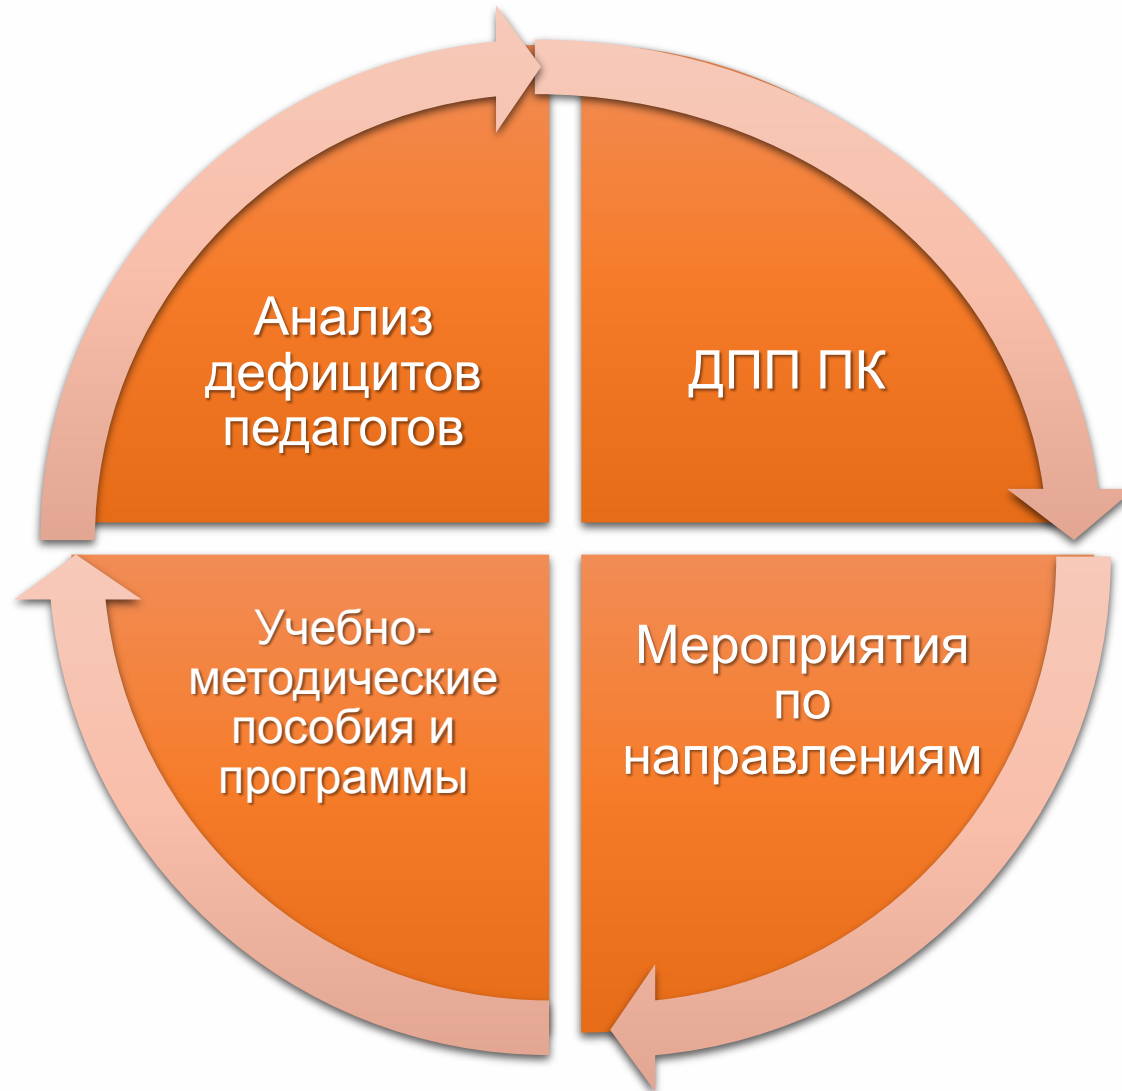 Анализ
дефицитов
педагогов
ДПП ПК
Мероприятия
по
направлениям
Учебно-
методические
пособия и
программы